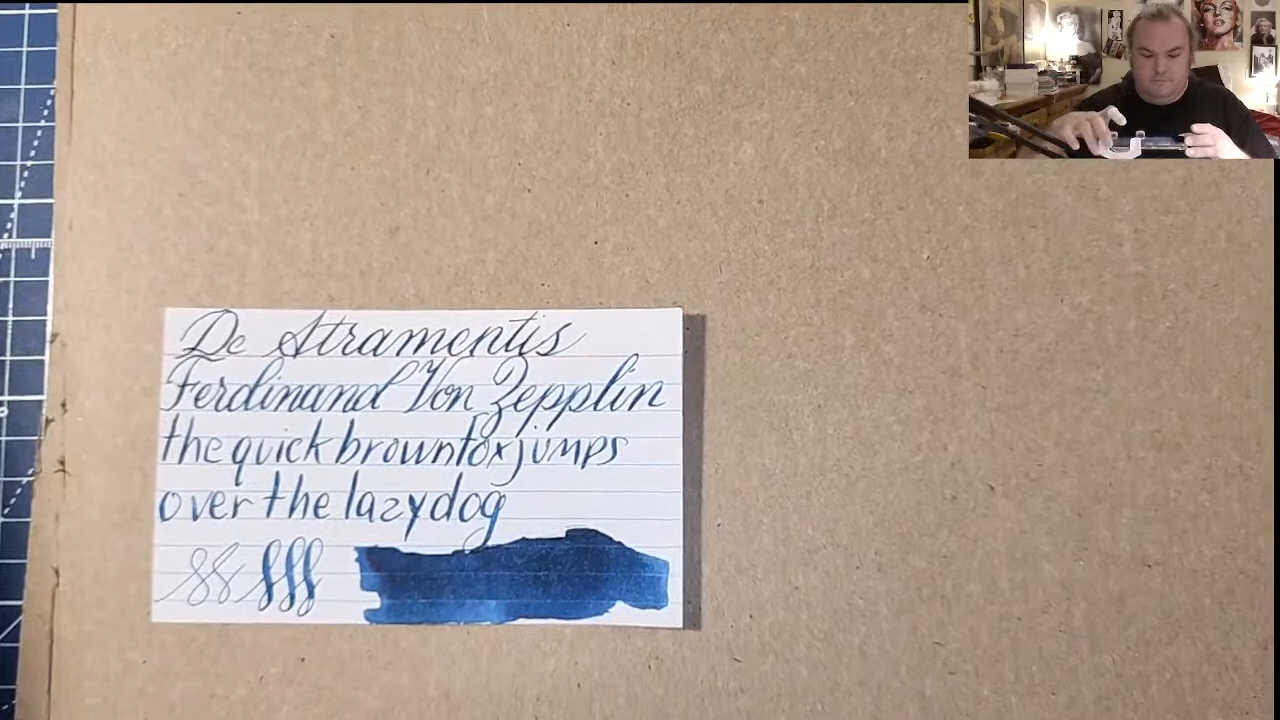 De Atramentis
Ferdinand Von Zepplin
the quick brown fox jumps
over the lazy dog